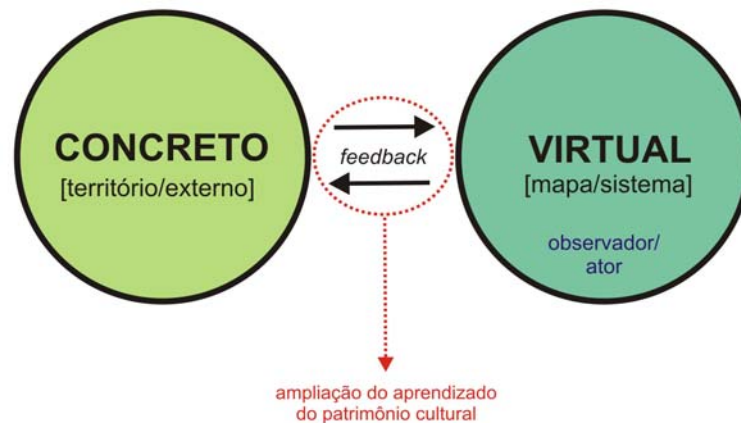 CONCRETO
[território/externo]
feedback
VIRTUAL
[mapa/sistema]
observador/
ator
ampliação do aprendizado
do patrimônio cultural